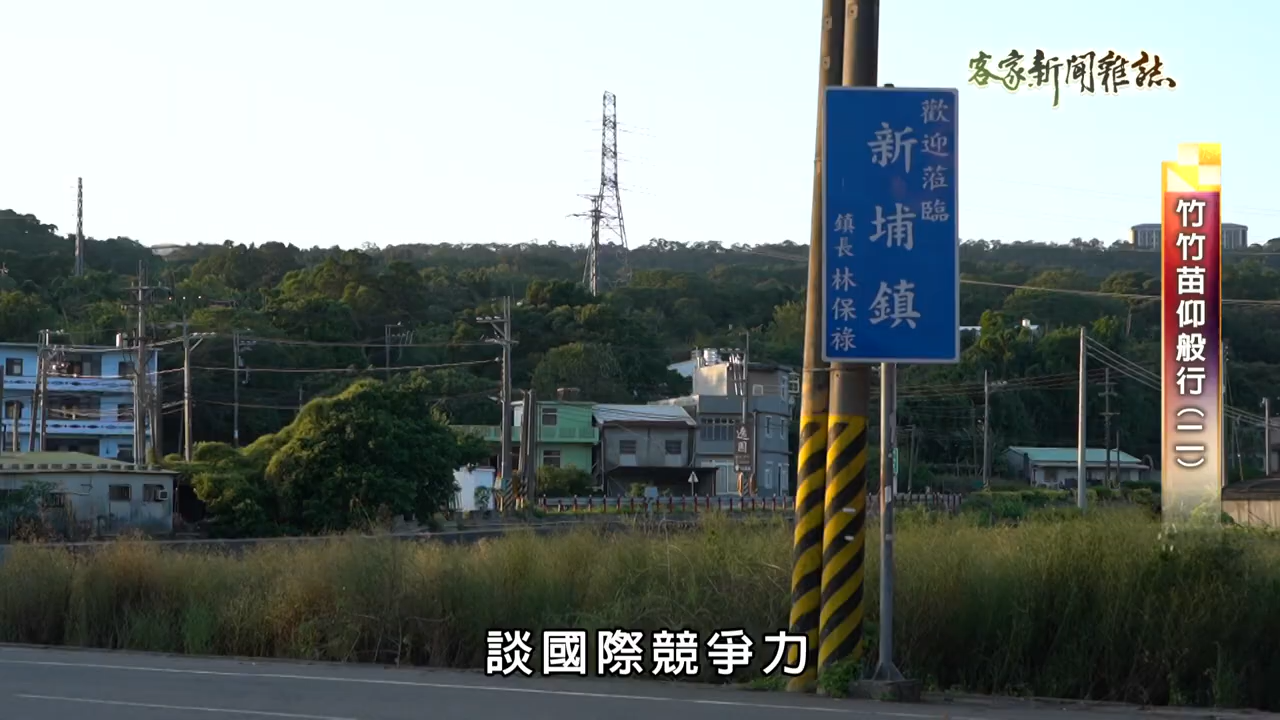 客家新聞雜誌
歡迎蒞臨
新埔鎮
鎮長林保祿
竹竹苗仰般行(二)
談國際競爭力